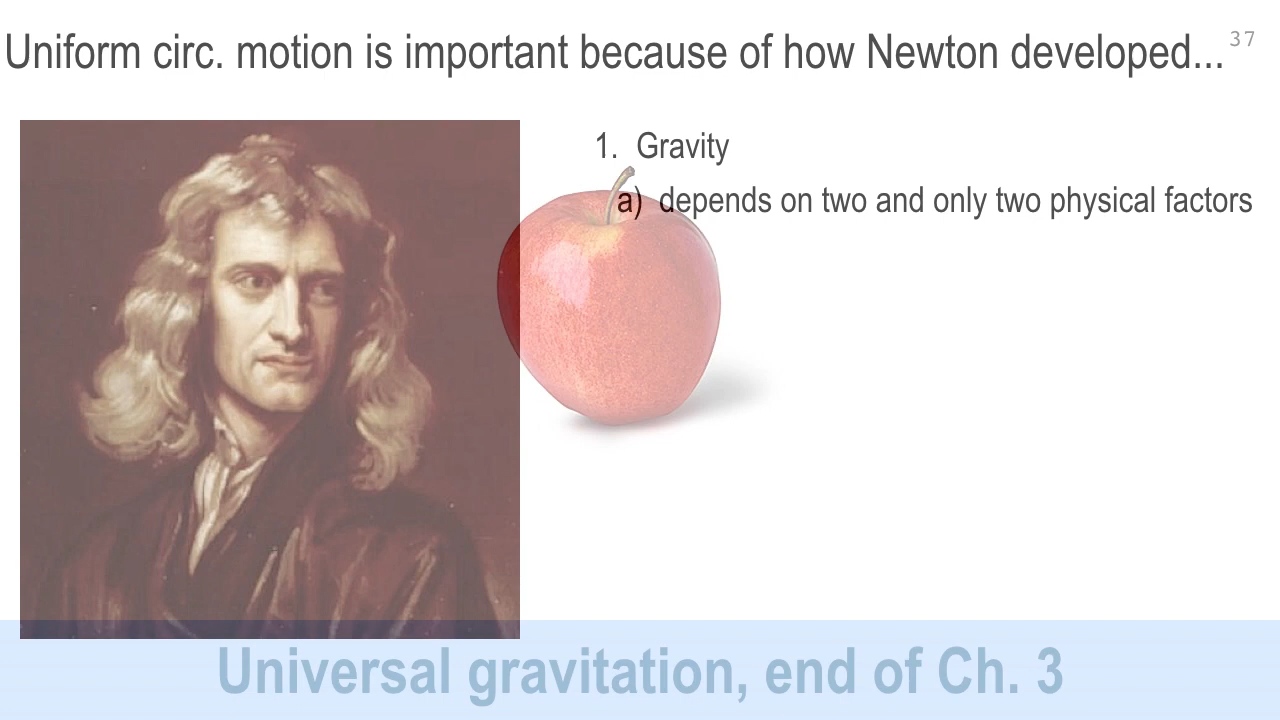 Uniform circ. motion is important because of how Newton developed...
37
1. Gravity
a) depends on two and only two physical factors
Universal gravitation, end of Ch. 3